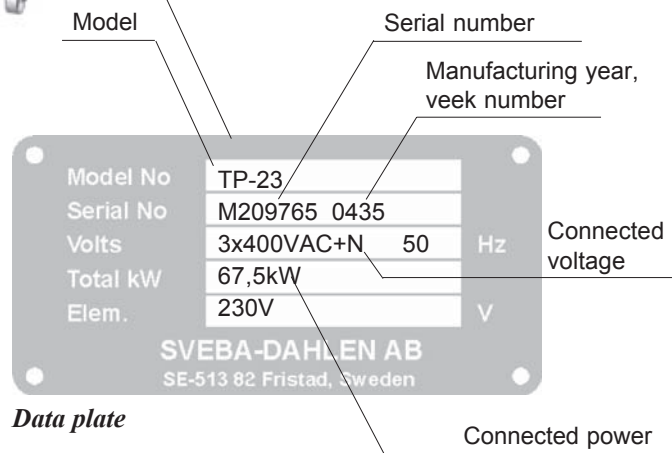 Model
Serial number
Manufacturing year,
veek number
Model No TP-23
Serial No M209765 0435
Volts 3x400VAC+N 50 Hz
Connected
voltage
Total kW 67,5kW
Elem. 230V V
SVEBA-DAHLEN AB
SE-513 82 Fristad, Sweden
Data plate
Connected power